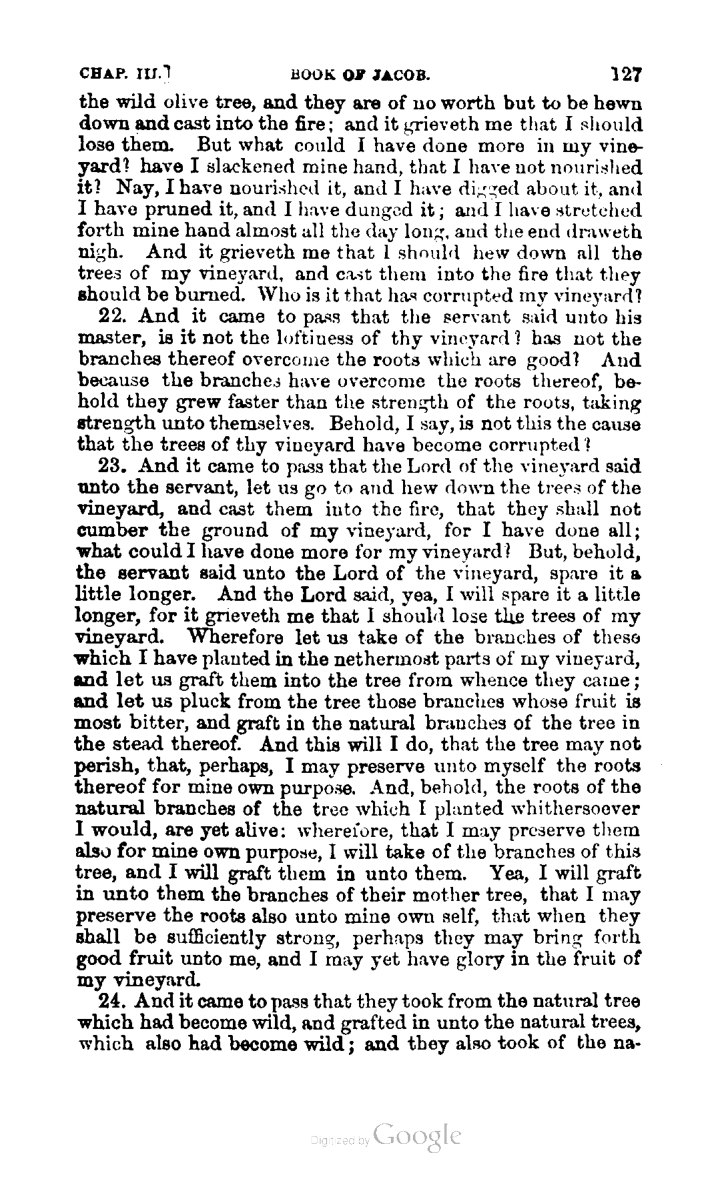 CHAP. III.] BOOK OF JACOB. 127
the wild olive tree, and they are of no worth but to be hewn
down and cast into the fire; and it grieveth me that I should
lose them. But what could I have done more in my vine-
yard? have I slackened mine hand, that I have not nourished
it? Nay, I have nourished it, and I have digged about it, and
I have pruned it, and I have dunged it; and I have stretched
forth mine hand almost all the day long, and the end draweth
nigh. And it grieveth me that I should hew down all the
trees of my vineyard, and cast them into the fire that they
should be burned. Who is it that has corrupted my vineyard?
22. And it came to pass that the servant said unto his
master, is it not the loftiness of thy vineyard? has not the
branches thereof overcome the roots which are good? And
because the branches have overcome the roots thereof, be-
hold they grew faster than the strength of the roots, taking
strength unto themselves. Behold, I say, is not this the cause
that the trees of thy vineyard have become corrupted?
23. And it came to pass that the Lord of the vineyard said
unto the servant, let us go to and hew down the trees of the
vineyard, and cast them into the fire, that they shall not
cumber the ground of my vineyard, for I have done all;
what could I have done more for my vineyard? But, behold,
the servant said unto the Lord of the vineyard, spare it a
little longer. And the Lord said, yea, I will spare it a little
longer, for it grieveth me that I should lose the trees of my
vineyard. Wherefore let us take of the branches of these
which I have planted in the nethermost parts of my vineyard,
and let us graft them into the tree from whence they came;
and let us pluck from the tree those branches whose fruit is
most bitter, and graft in the natural branches of the tree in
the stead thereof. And this will I do, that the tree may not
perish, that, perhaps, I may preserve unto myself the roots
thereof for mine own purpose. And, behold, the roots of the
natural branches of the tree which I planted whithersoever
I would, are yet alive: wherefore, that I may preserve them
also for mine own purpose, I will take of the branches of this
tree, and I will graft them in unto them. Yea, I will graft
in unto them the branches of their mother tree, that I may
preserve the roots also unto mine own self, that when they
shall be sufficiently strong, perhaps they may bring forth
good fruit unto me, and I may yet have glory in the fruit of
my vineyard.
24. And it came to pass that they took from the natural tree
which had become wild, and grafted in unto the natural trees,
which also had become wild; and they also took of the na-
Digitized by Google